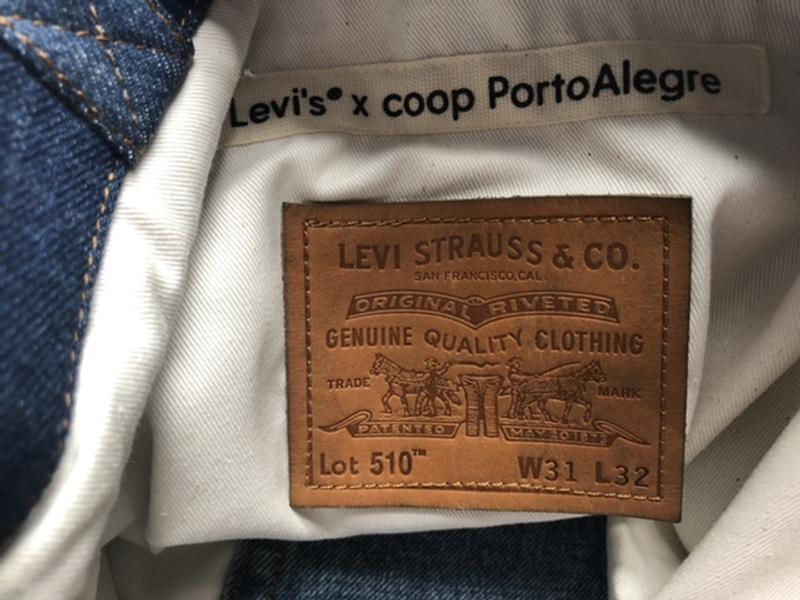 Levi's® x coop PortoAlegre
LEVI STRAUSS & CO.
SAN FRANCISCO, CAL.
ORIGINAL RIVETED
GENUINE QUALITY CLOTHING
TRADE MARK
PATENTED MAY 20 1873
Lot 510™ W31 L32